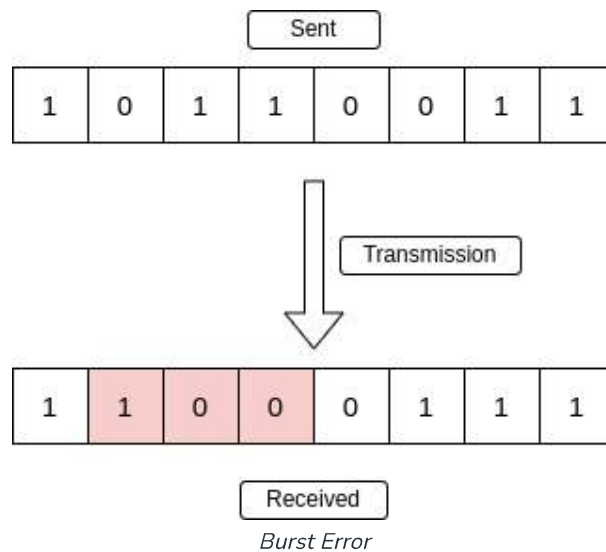 Sent
1 0 1 1 0 0 1 1
Transmission
1 1 0 0 0 1 1 1
Received
Burst Error